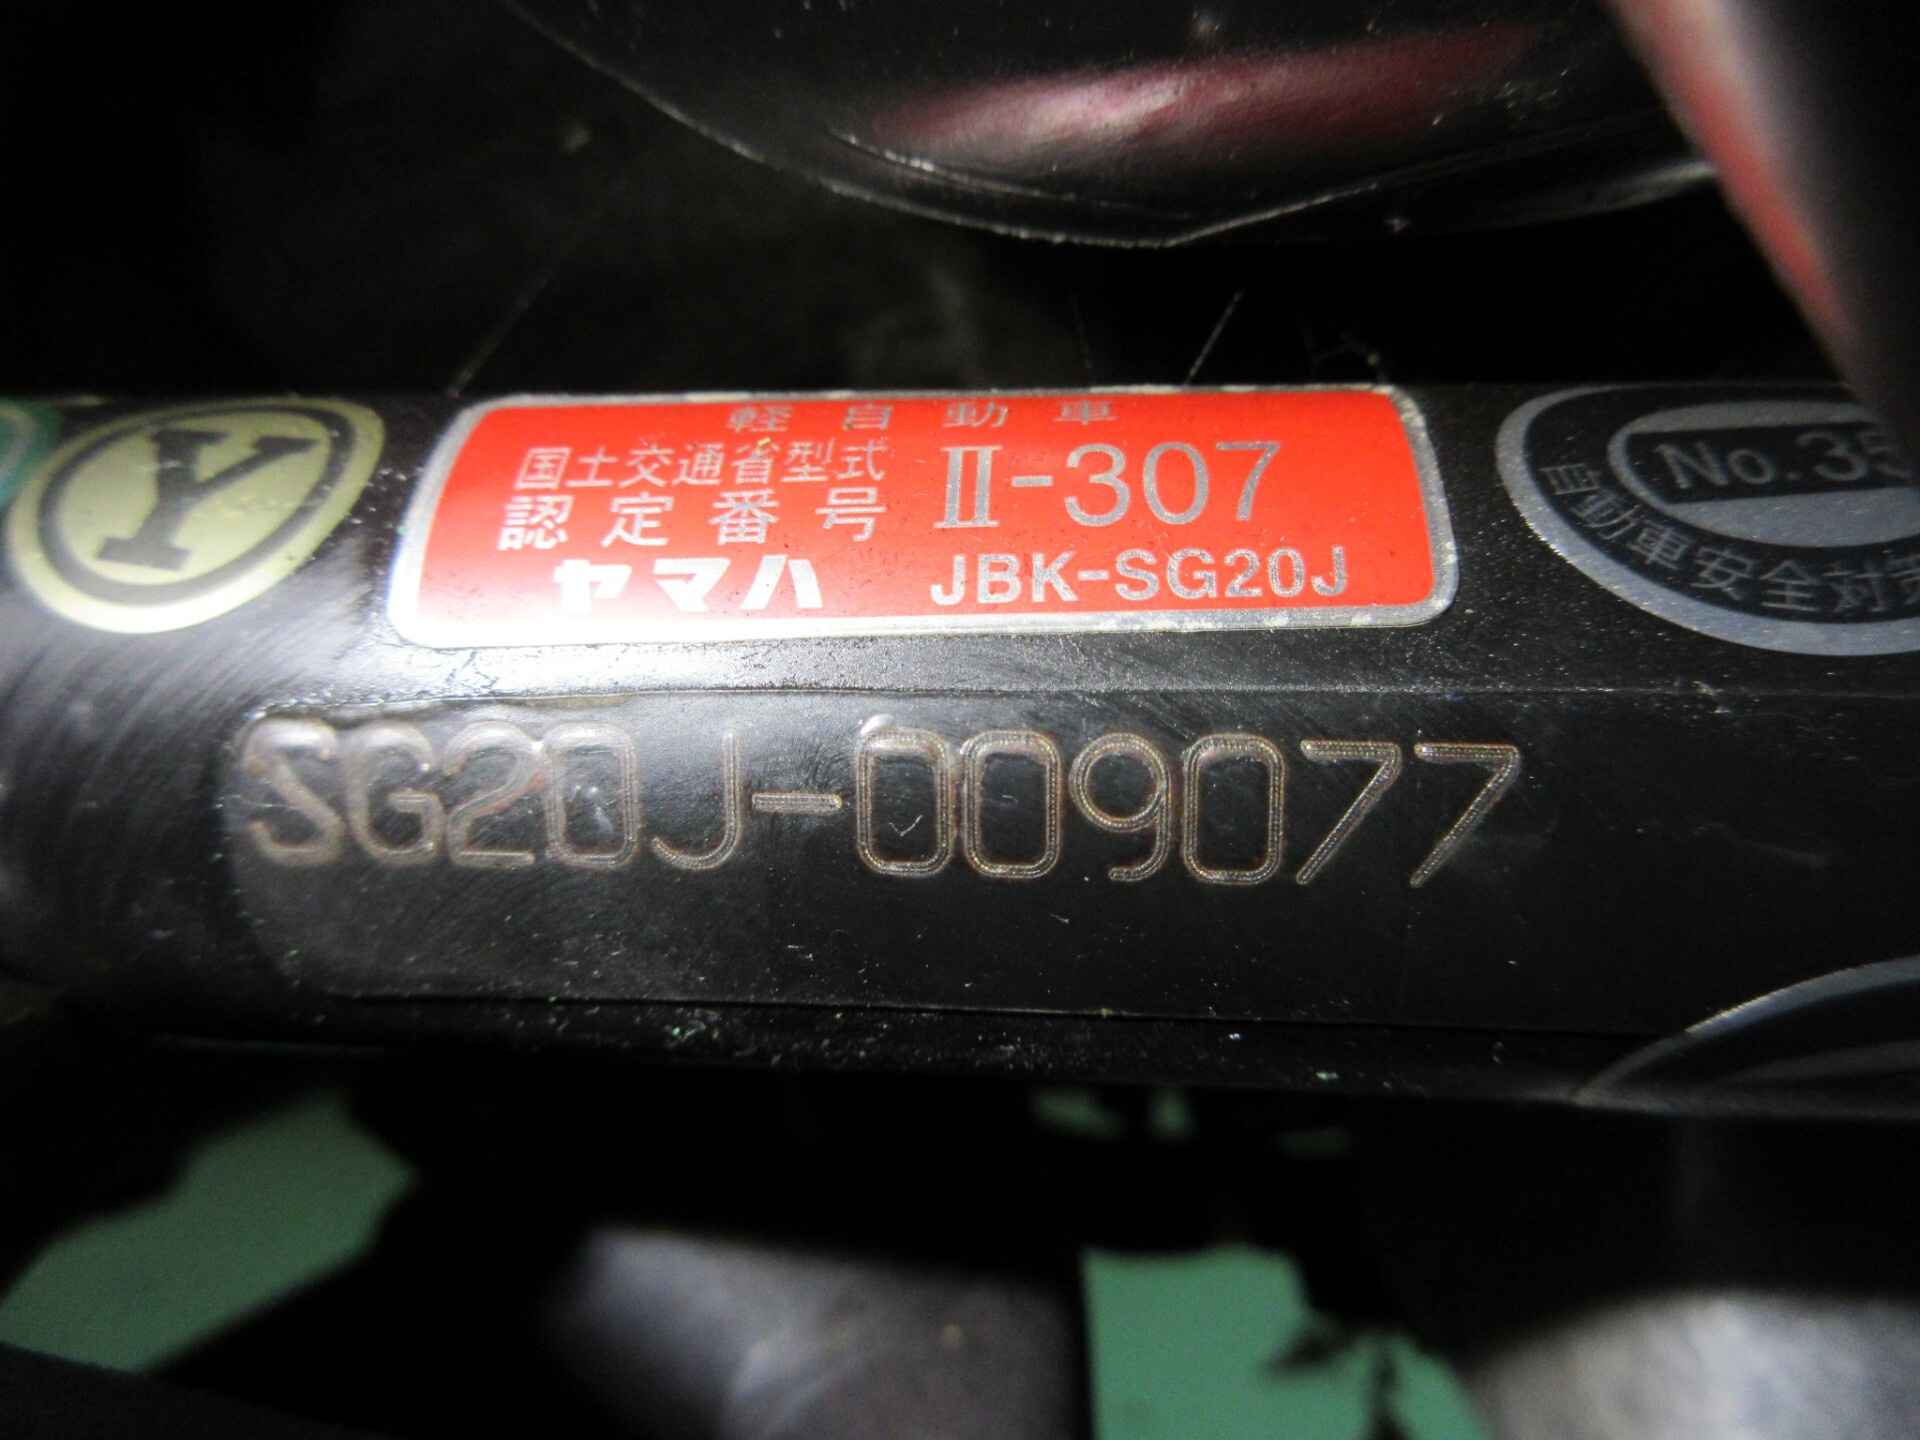 軽自動車
国土交通省型式
認定番号 II-307
ヤマハ JBK-SG20J
Y
No.35
自動車安全対策
SG20J-009077